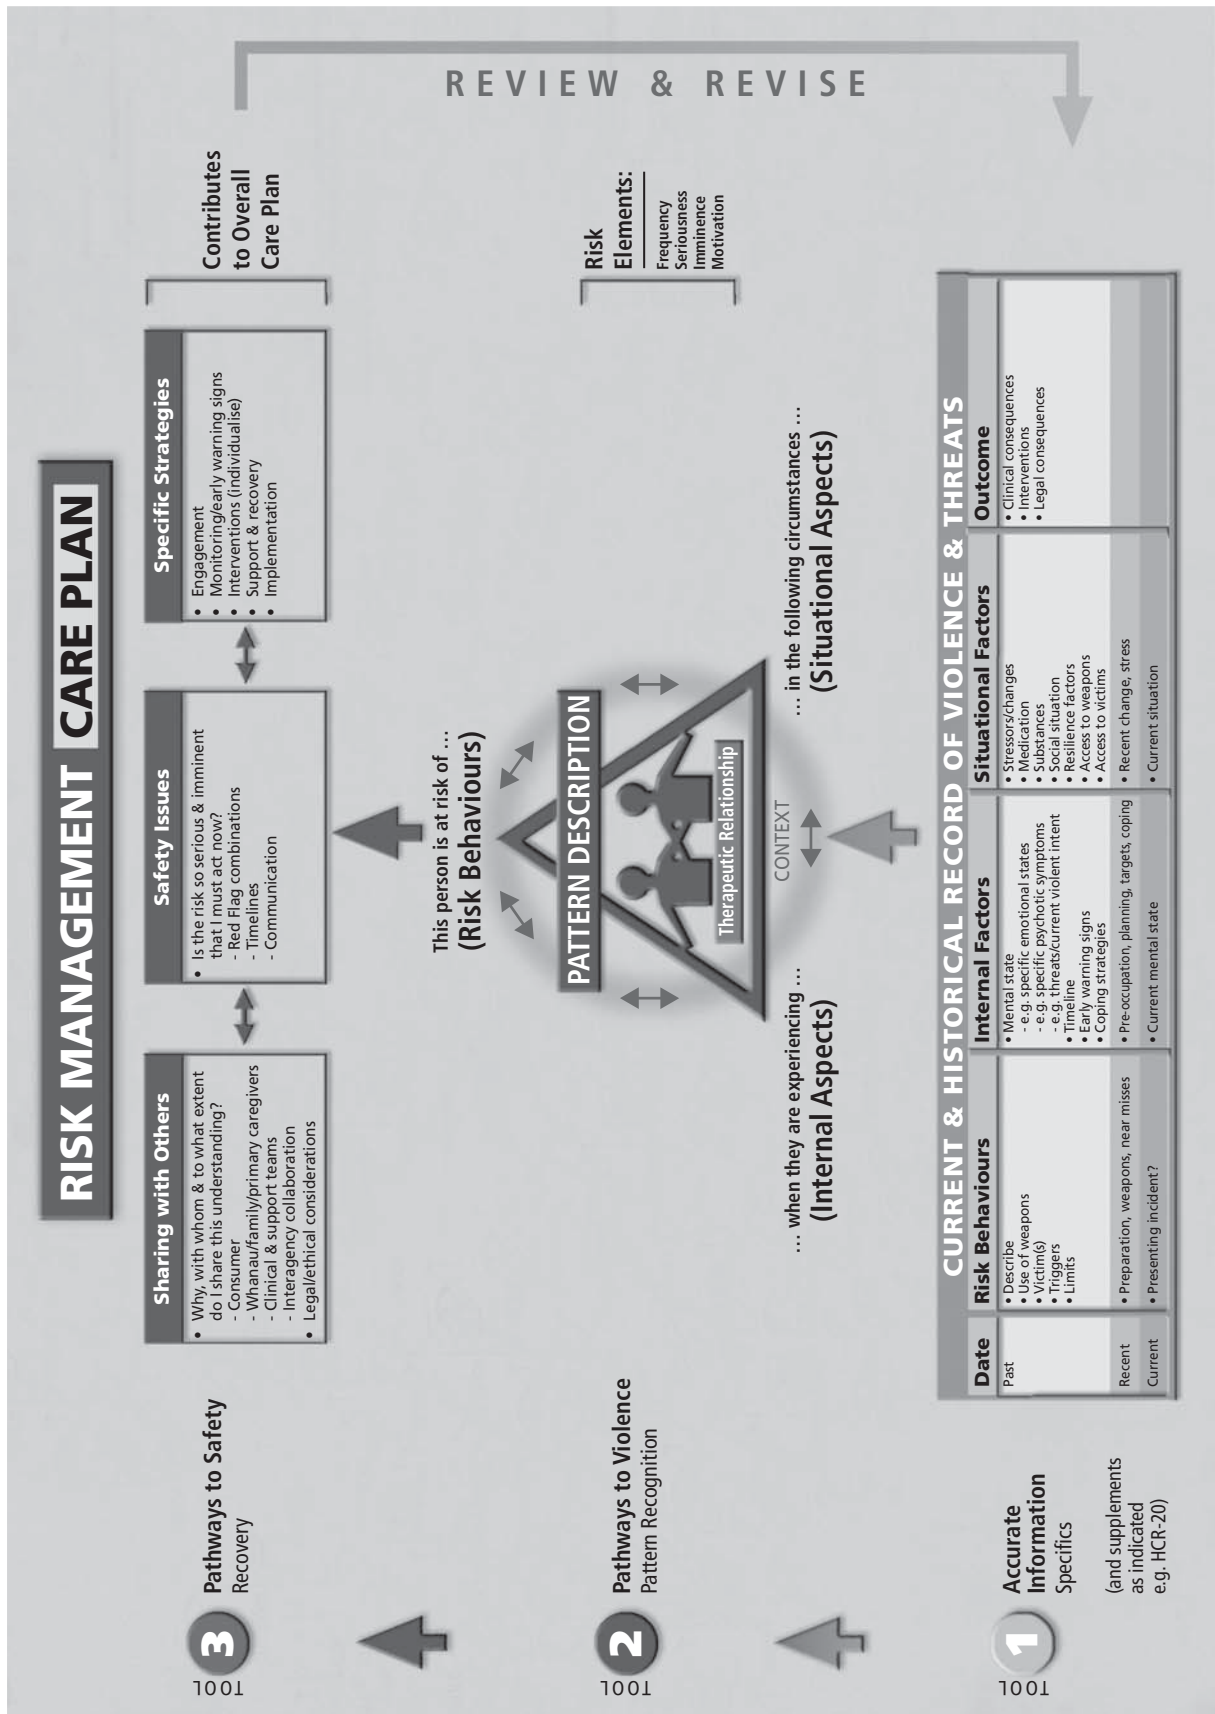 RISK MANAGEMENT CARE PLAN
TOOL
3
Pathways to Safety
Recovery
Sharing with Others
• Why, with whom & to what extent
do I share this understanding?
- Consumer
- Whanau/family/primary caregivers
- Clinical & support teams
- Interagency collaboration
• Legal/ethical considerations
Safety Issues
• Is the risk so serious & imminent
that I must act now?
- Red Flag combinations
- Timelines
- Communication
Specific Strategies
• Engagement
• Monitoring/early warning signs
• Interventions (individualise)
• Support & recovery
• Implementation
Contributes
to Overall
Care Plan
REVIEW & REVISE
TOOL
2
Pathways to Violence
Pattern Recognition
This person is at risk of ...
(Risk Behaviours)
PATTERN DESCRIPTION
Therapeutic Relationship
CONTEXT
... when they are experiencing ...
(Internal Aspects)
... in the following circumstances ...
(Situational Aspects)
Risk
Elements:
Frequency
Seriousness
Imminence
Motivation
TOOL
1
Accurate
Information
Specifics
(and supplements
as indicated
e.g. HCR-20)
CURRENT & HISTORICAL RECORD OF VIOLENCE & THREATS
Date
Risk Behaviours
Internal Factors
Situational Factors
Outcome
Past
• Describe
• Use of weapons
• Victim(s)
• Triggers
• Limits
• Mental state
- e.g. specific emotional states
- e.g. specific psychotic symptoms
- e.g. threats/current violent intent
• Timeline
• Early warning signs
• Coping strategies
• Stressors/changes
• Medication
• Substances
• Social situation
• Resilience factors
• Access to weapons
• Access to victims
• Clinical consequences
• Interventions
• Legal consequences
Recent
• Preparation, weapons, near misses
• Pre-occupation, planning, targets, coping
• Recent change, stress
Current
• Presenting incident?
• Current mental state
• Current situation